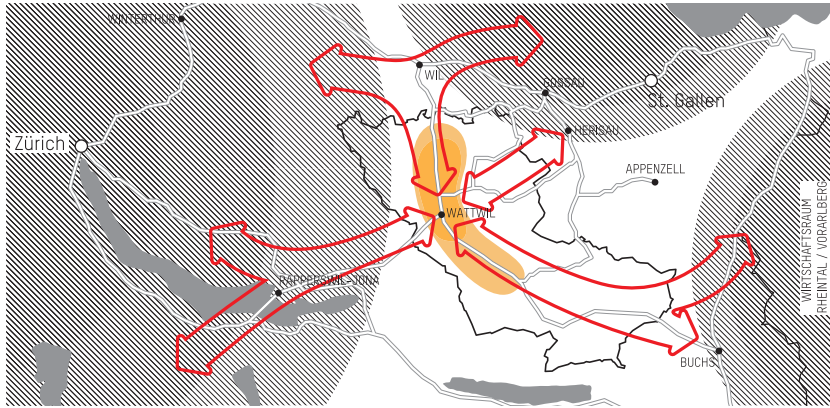 WINTERTHUR
WIL
GOSSAU
St. Gallen
Zürich
HERISAU
APPENZELL
WATTWIL
RAPPERSWIL-JONA
BUCHS
WIRTSCHAFTSRAUM
RHEINTAL / VORARLBERG